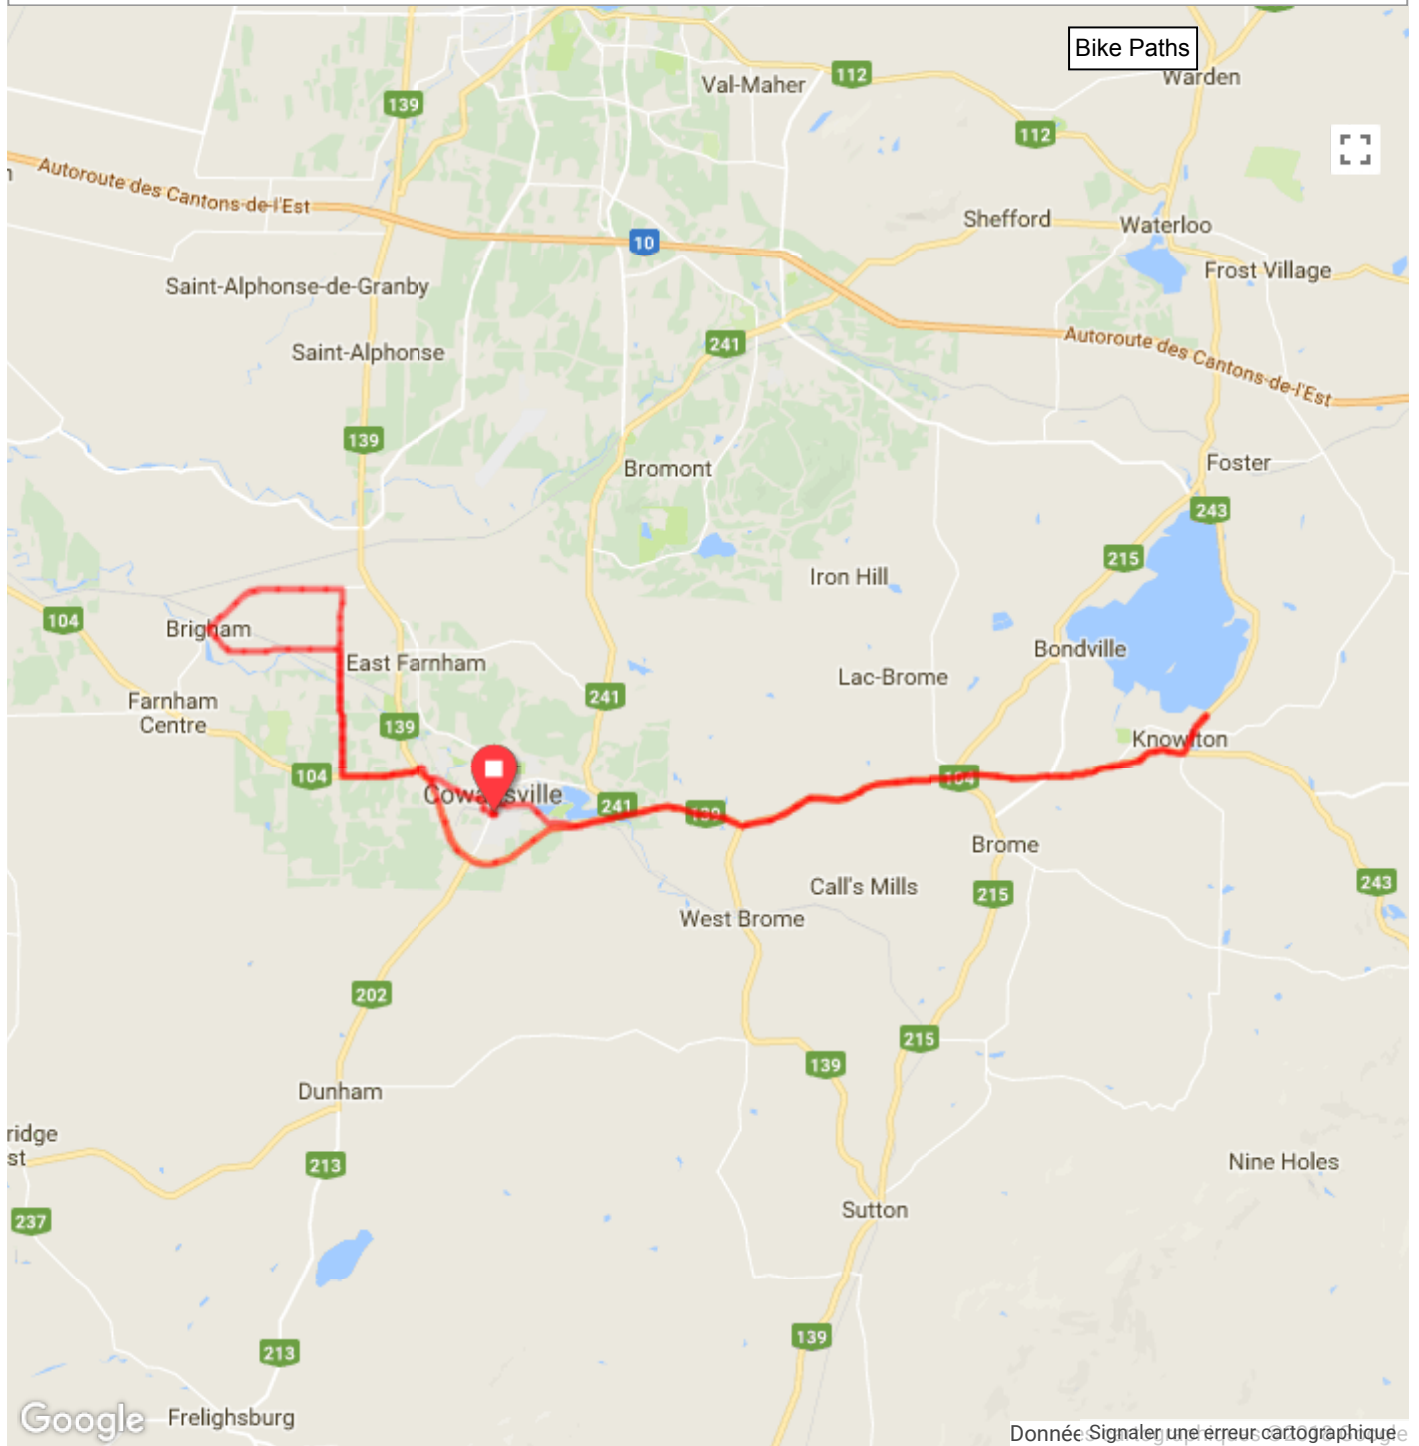 Bike Paths
Val-Maher
112
Warden
139
112
Autoroute des Cantons-de-l'Est
Shefford
Waterloo
10
Frost Village
Saint-Alphonse-de-Granby
241
Autoroute des Cantons-de-l'Est
Saint-Alphonse
139
Bromont
Foster
243
215
Iron Hill
104
Brigham
East Farnham
Bondville
Lac-Brome
241
Farnham
Centre
139
Knowlton
104
104
Cowansville
241
139
Brome
Call's Mills
215
243
West Brome
202
215
139
Dunham
ridge
st
213
Nine Holes
237
Sutton
139
213
Google
Frelighsburg
Donnée Signaler une erreur cartographique